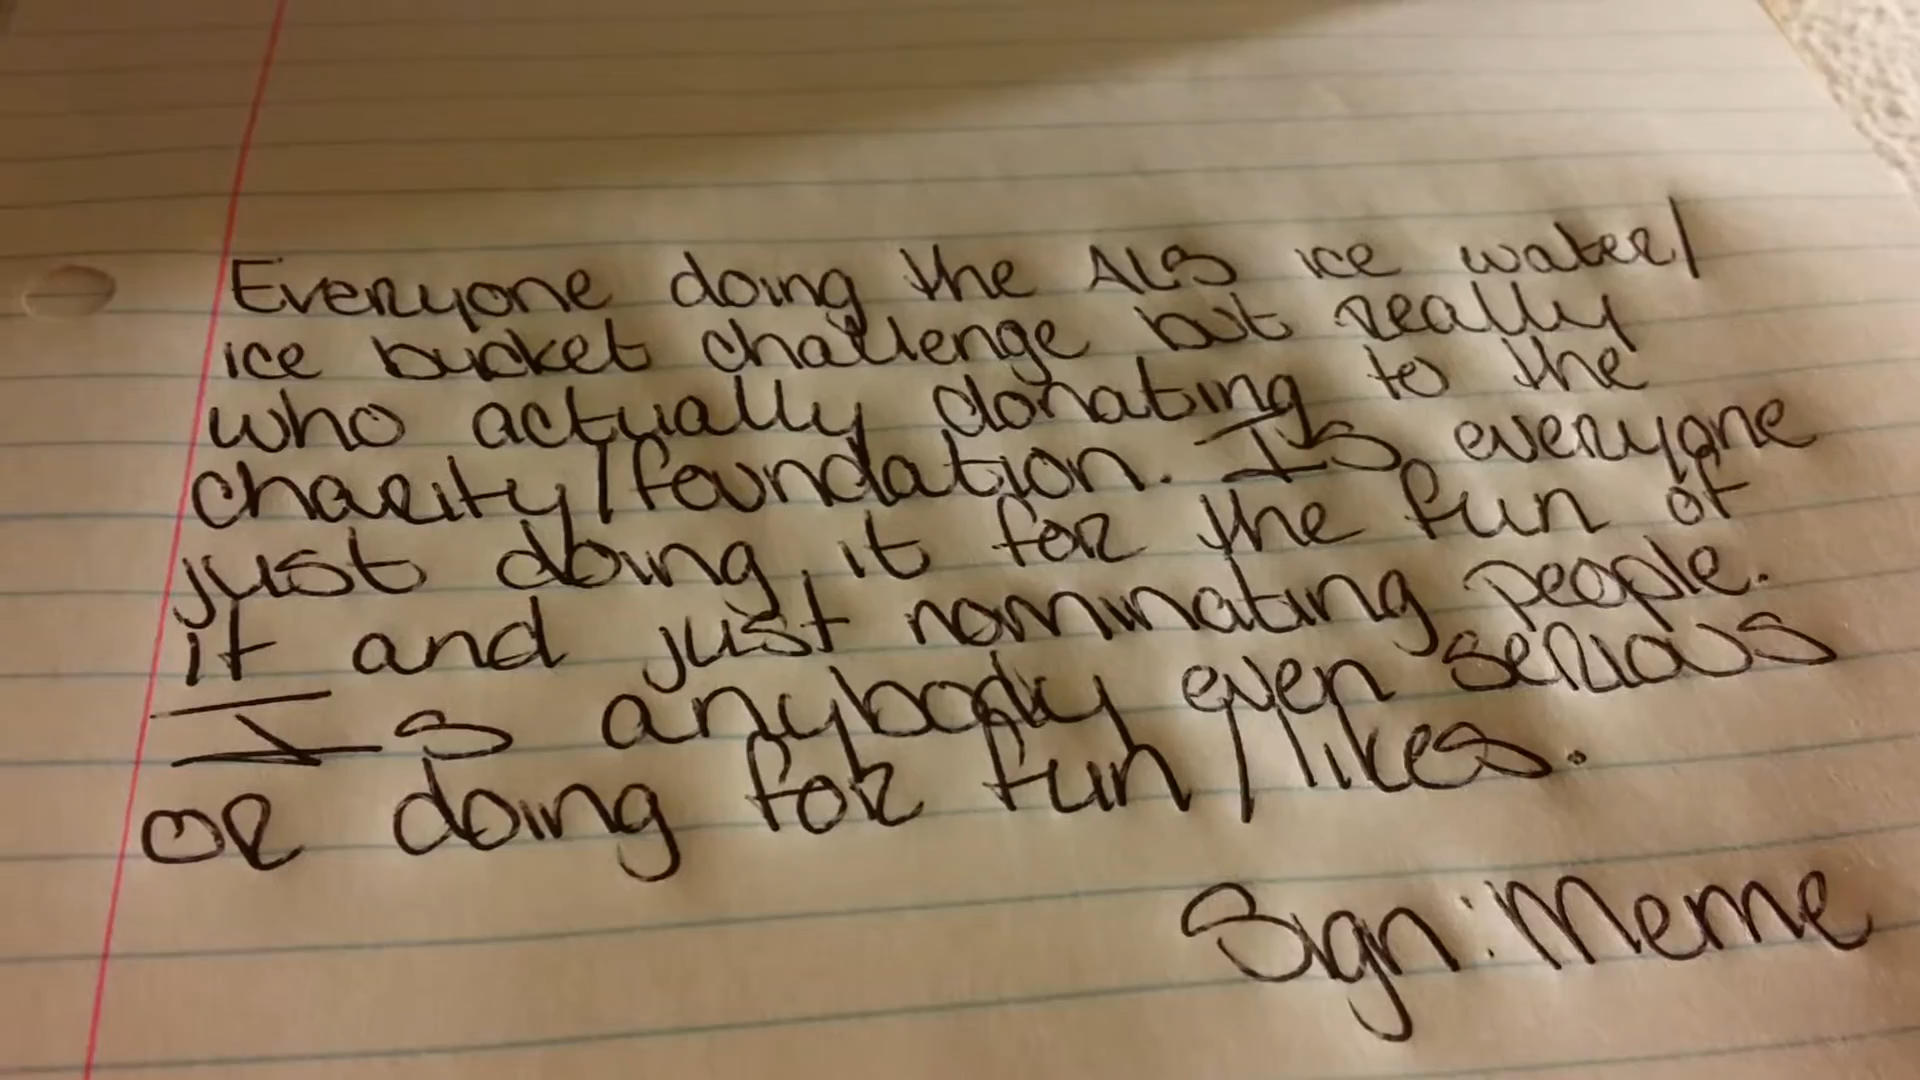 Everyone doing the ALS ice water/
ice bucket challenge but really
who actually donating to the
charity/foundation. Is everyone
just doing it for the fun of
it and just nominating people.
Is anybody even serious
or doing for fun/likes.
Sign: Meme